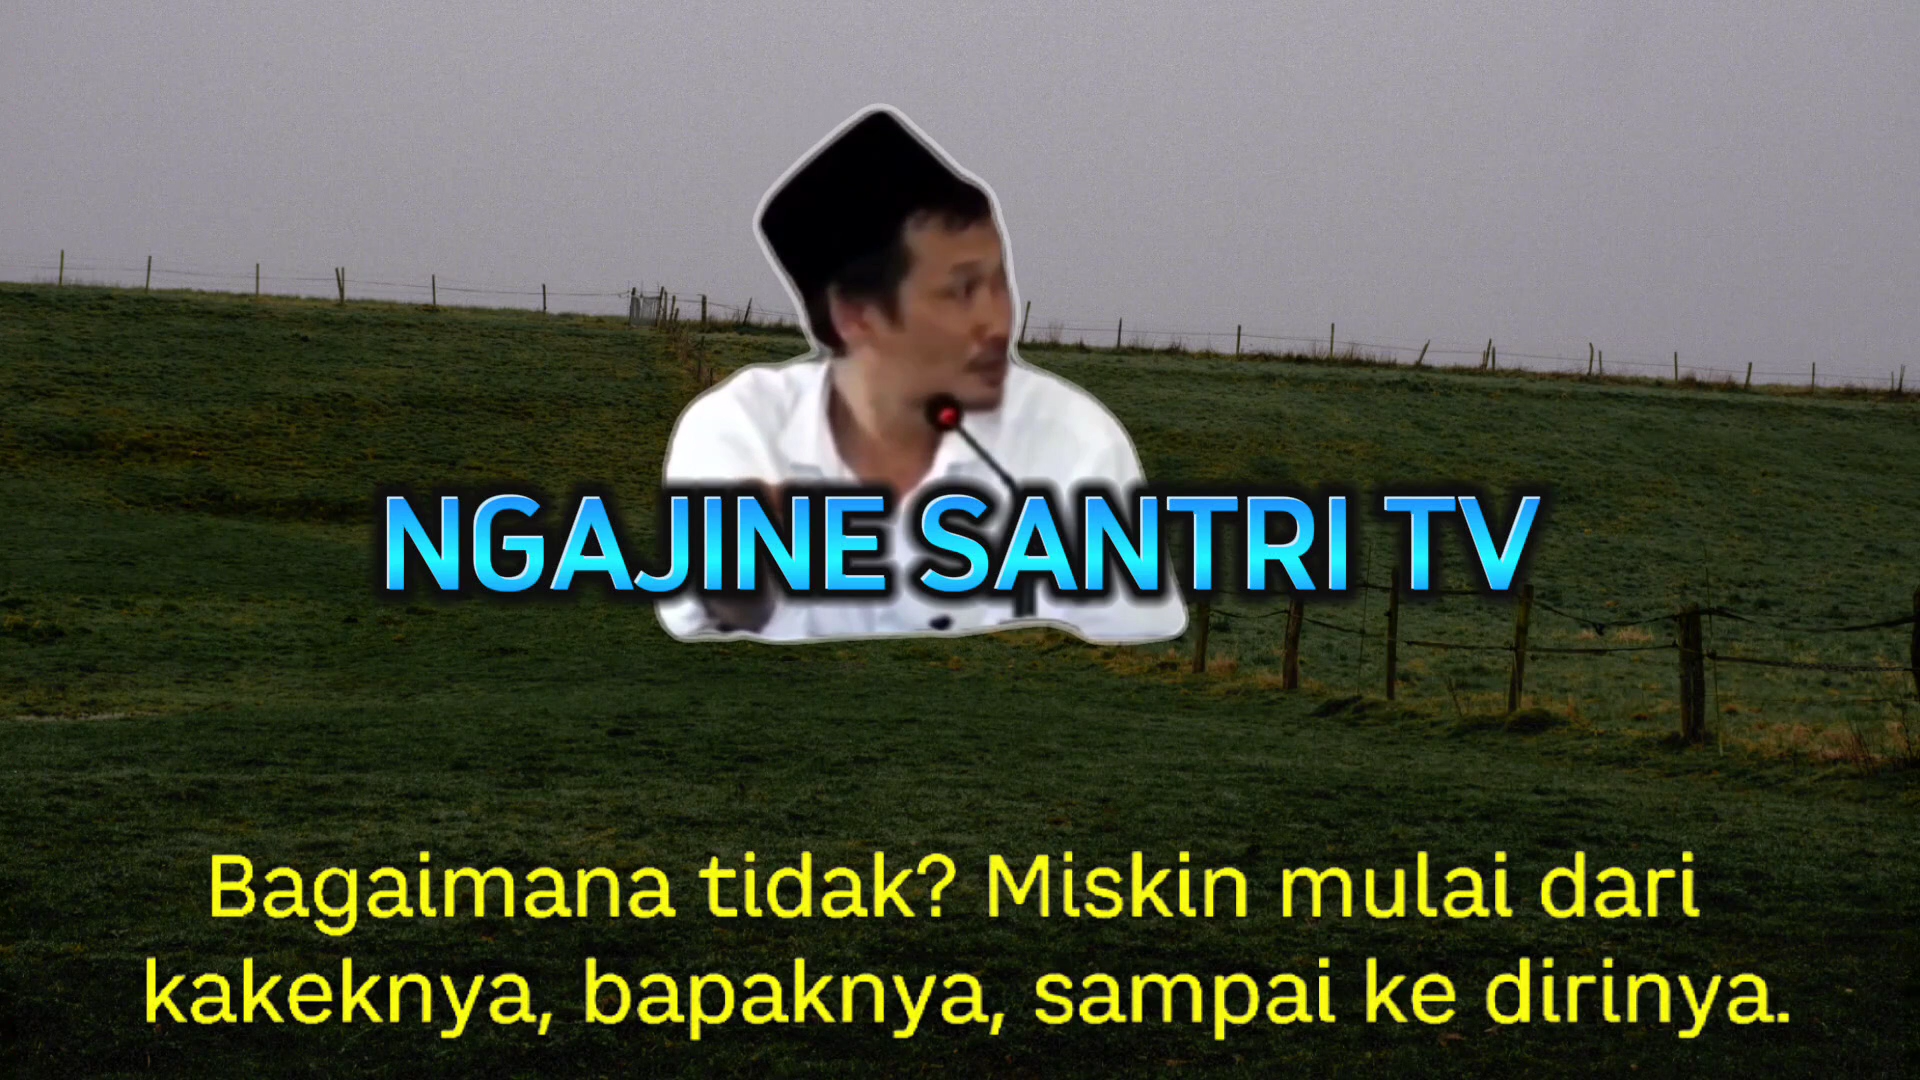 NGAJINE SANTRI TV
Bagaimana tidak? Miskin mulai dari
kakeknya, bapaknya, sampai ke dirinya.